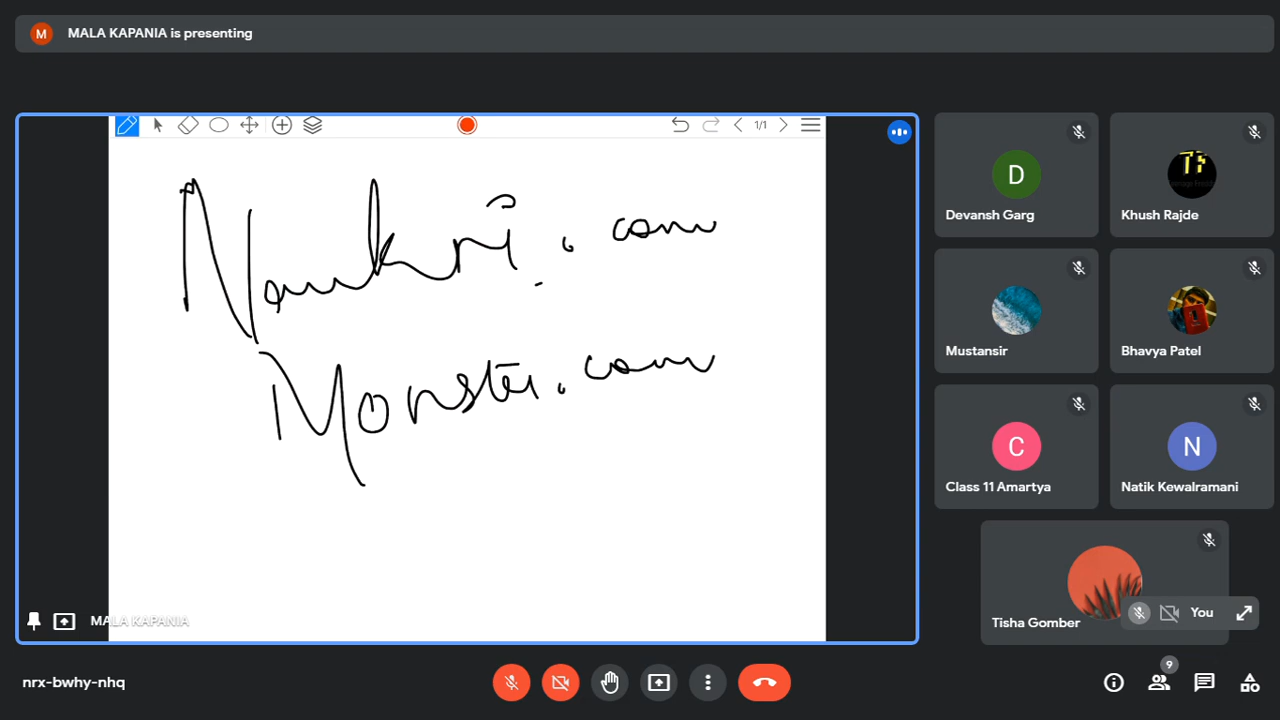 M MALA KAPANIA is presenting
1/1
Naukri.com
Monster.com
MALA KAPANIA
D
Devansh Garg
Khush Rajde
Mustansir
Bhavya Patel
C
Class 11 Amartya
N
Natik Kewalramani
Tisha Gomber
You
nrx-bwhy-nhq
9